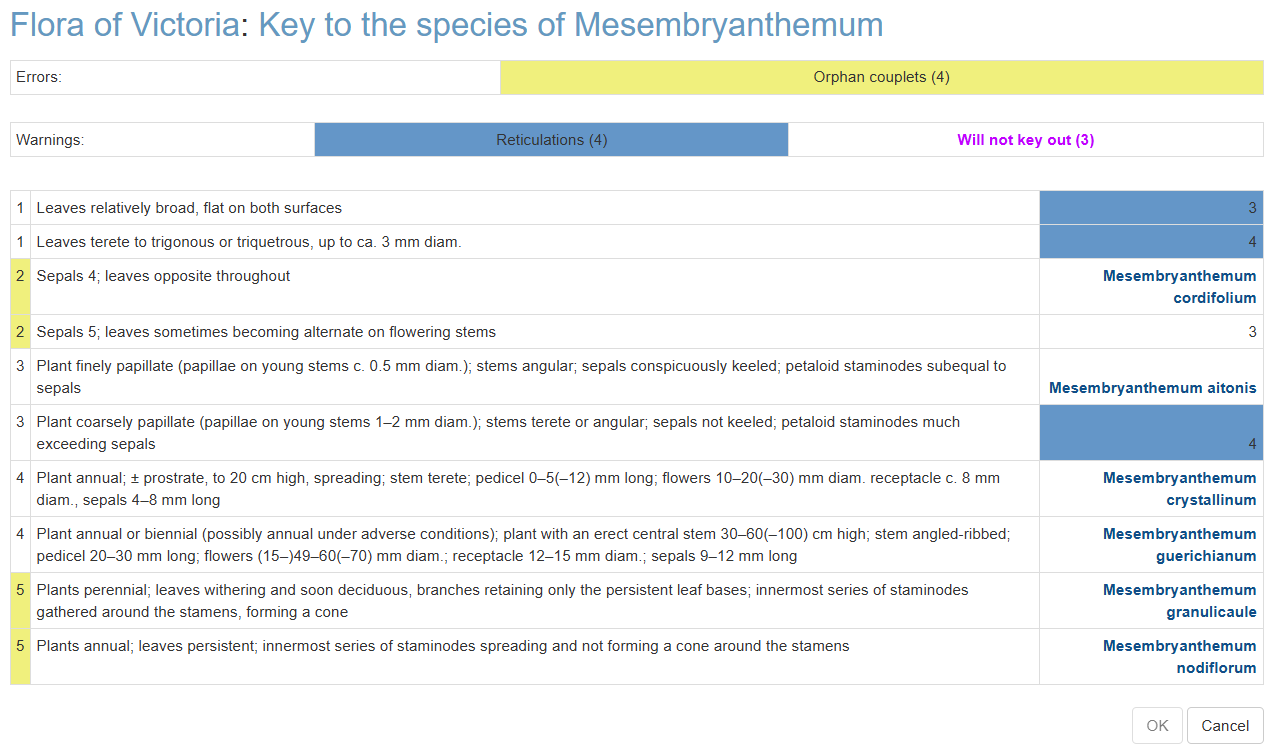 Flora of Victoria: Key to the species of Mesembryanthemum
Errors: Orphan couplets (4)
Warnings: Reticulations (4) Will not key out (3)
1 Leaves relatively broad, flat on both surfaces 3
1 Leaves terete to trigonous or triquetrous, up to ca. 3 mm diam. 4
2 Sepals 4; leaves opposite throughout Mesembryanthemum
cordifolium
2 Sepals 5; leaves sometimes becoming alternate on flowering stems 3
3 Plant finely papillate (papillae on young stems c. 0.5 mm diam.); stems angular; sepals conspicuously keeled; petaloid staminodes subequal to
sepals Mesembryanthemum aitonis
3 Plant coarsely papillate (papillae on young stems 1–2 mm diam.); stems terete or angular; sepals not keeled; petaloid staminodes much
exceeding sepals 4
4 Plant annual; ± prostrate, to 20 cm high, spreading; stem terete; pedicel 0–5(–12) mm long; flowers 10–20(–30) mm diam. receptacle c. 8 mm Mesembryanthemum
diam., sepals 4–8 mm long crystallinum
4 Plant annual or biennial (possibly annual under adverse conditions); plant with an erect central stem 30–60(–100) cm high; stem angled-ribbed; Mesembryanthemum
pedicel 20–30 mm long; flowers (15–)49–60(–70) mm diam.; receptacle 12–15 mm diam.; sepals 9–12 mm long guerichianum
5 Plants perennial; leaves withering and soon deciduous, branches retaining only the persistent leaf bases; innermost series of staminodes Mesembryanthemum
gathered around the stamens, forming a cone granulicaule
5 Plants annual; leaves persistent; innermost series of staminodes spreading and not forming a cone around the stamens Mesembryanthemum
nodiflorum
OK Cancel